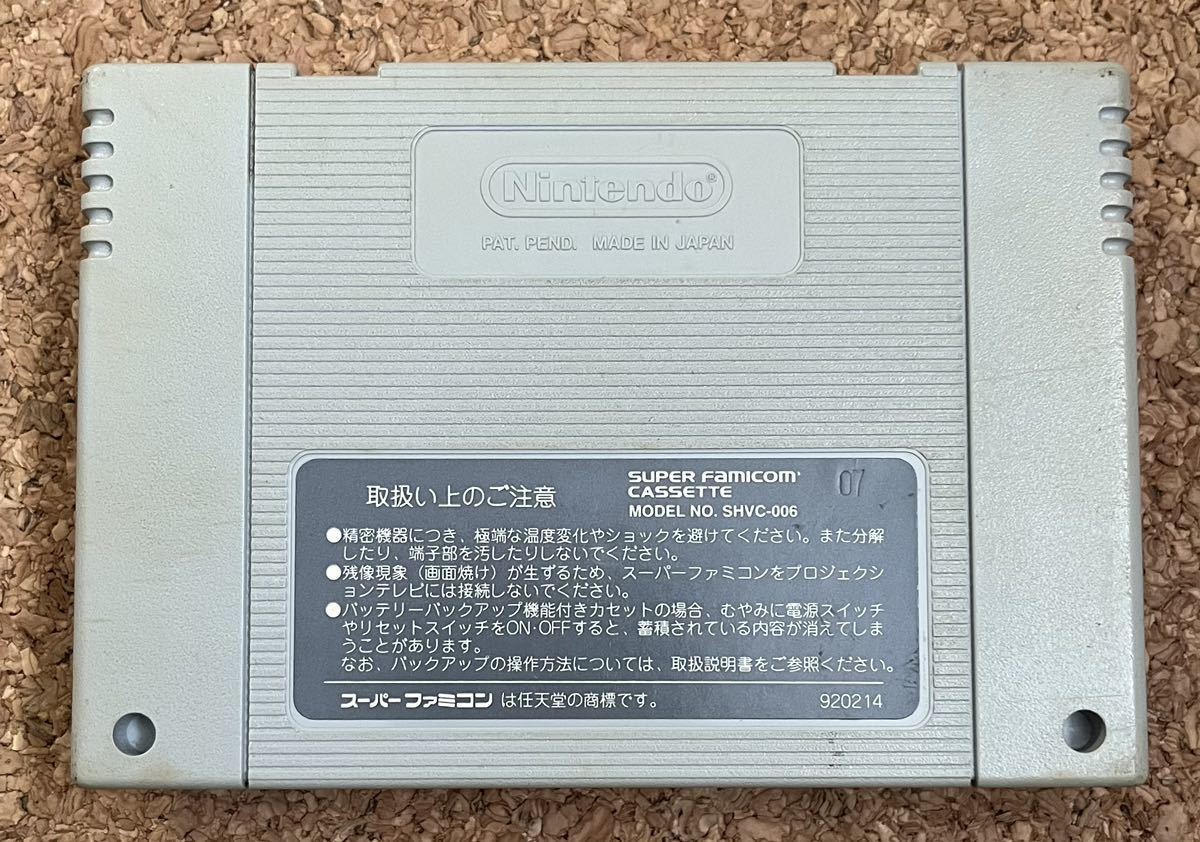 Nintendo®
PAT. PEND. MADE IN JAPAN
取扱い上のご注意
SUPER FAMICOM
CASSETTE
MODEL NO. SHVC-006
07
●精密機器につき、極端な温度変化やショックを避けてください。また分解
したり、端子部を汚したりしないでください。
●残像現象（画面焼け）が生ずるため、スーパーファミコンをプロジェクシ
ョンテレビには接続しないでください。
●バッテリーバックアップ機能付きカセットの場合、むやみに電源スイッチ
やリセットスイッチをON·OFFすると、蓄積されている内容が消えてしま
うことがあります。
なお、バックアップの操作方法については、取扱説明書をご参照ください。
スーパーファミコン は任天堂の商標です。
920214